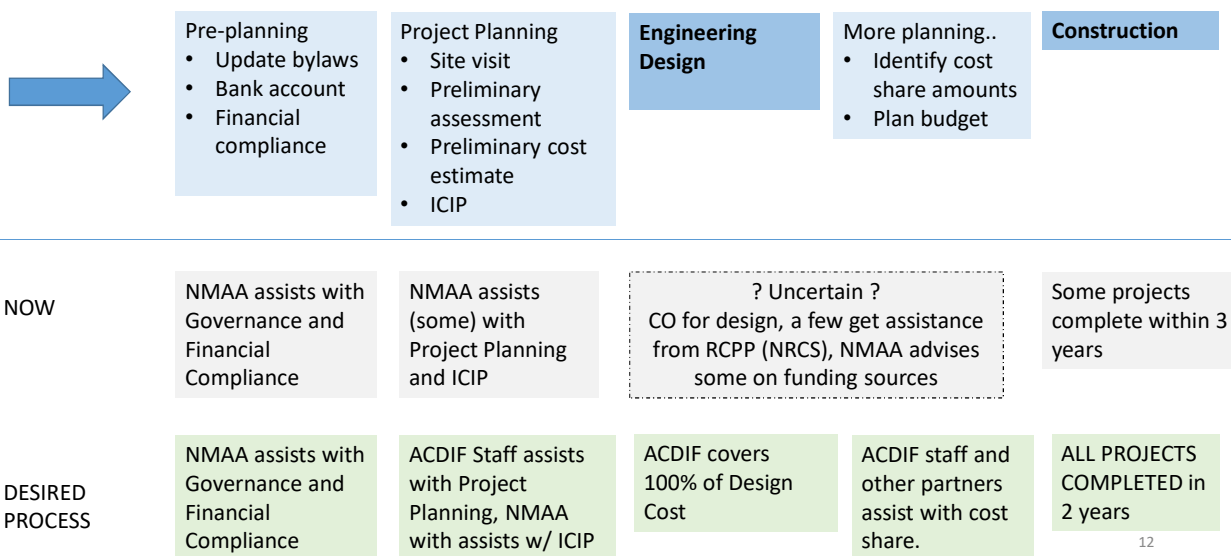 Pre-planning
• Update bylaws
• Bank account
• Financial
compliance
Project Planning
• Site visit
• Preliminary
assessment
• Preliminary cost
estimate
• ICIP
Engineering
Design
More planning..
• Identify cost
share amounts
• Plan budget
Construction
NOW
NMAA assists with
Governance and
Financial
Compliance
NMAA assists
(some) with
Project Planning
and ICIP
? Uncertain ?
CO for design, a few get assistance
from RCPP (NRCS), NMAA advises
some on funding sources
Some projects
complete within 3
years
DESIRED
PROCESS
NMAA assists with
Governance and
Financial
Compliance
ACDIF Staff assists
with Project
Planning, NMAA
with assists w/ ICIP
ACDIF covers
100% of Design
Cost
ACDIF staff and
other partners
assist with cost
share.
ALL PROJECTS
COMPLETED in
2 years
12